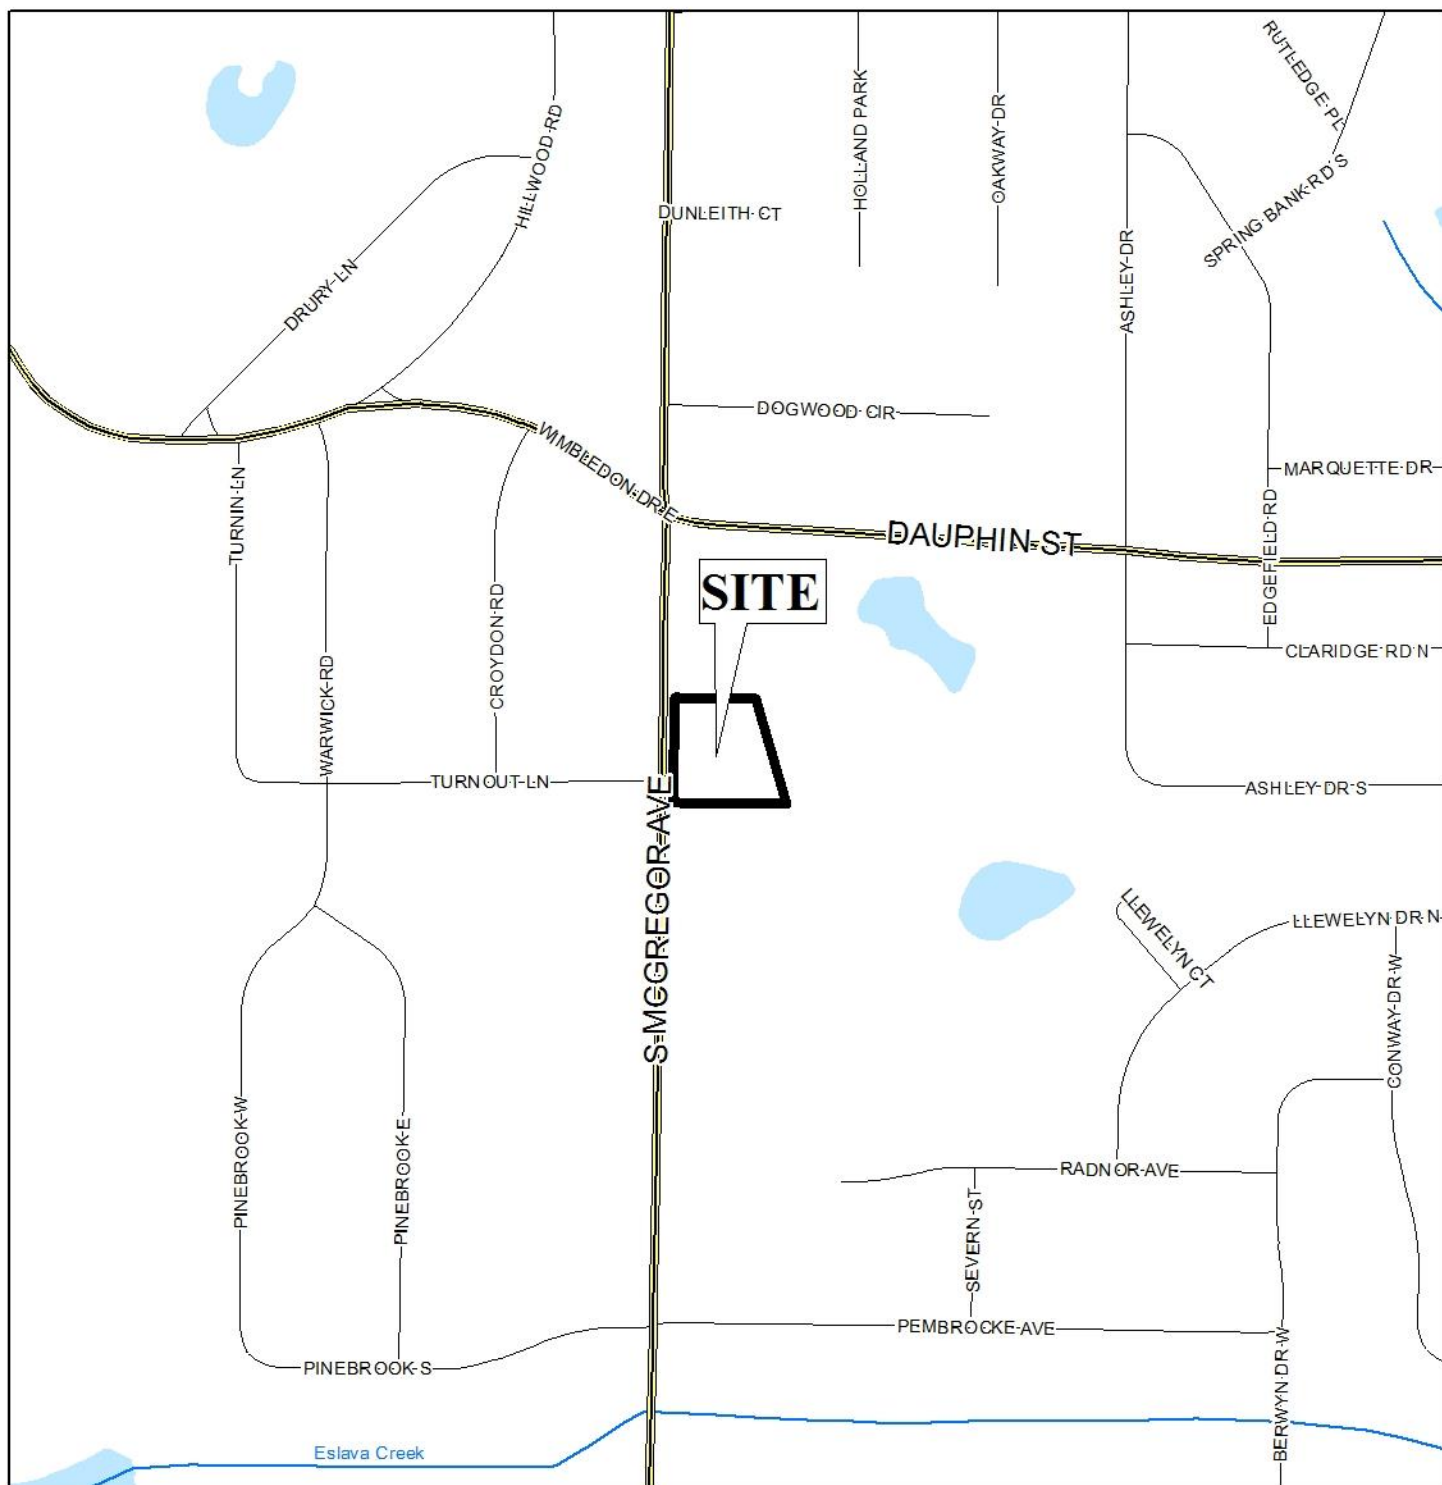 RUTLEDGE PL
HOLLAND PARK
OAKWAY DR
HILLWOOD RD
DUNLEITH CT
SPRING BANK RD S
ASHLEY DR
DRURY LN
DOGWOOD CIR
WIMBLEDON DR E
MARQUETTE DR
TURNIN LN
DAUPHIN ST
EDGEFIELD RD
SITE
CROYDON RD
CLARIDGE RD N
WARWICK RD
TURNOUT LN
ASHLEY DR S
S MCGREGOR AVE
LLEWELYN CT
LLEWELYN DR N
CONWAY DR W
PINEBROOK W
PINEBROOK E
RADNOR AVE
SEVERN ST
PEMBROCKE AVE
PINEBROOK S
BERWYN DR W
Eslava Creek